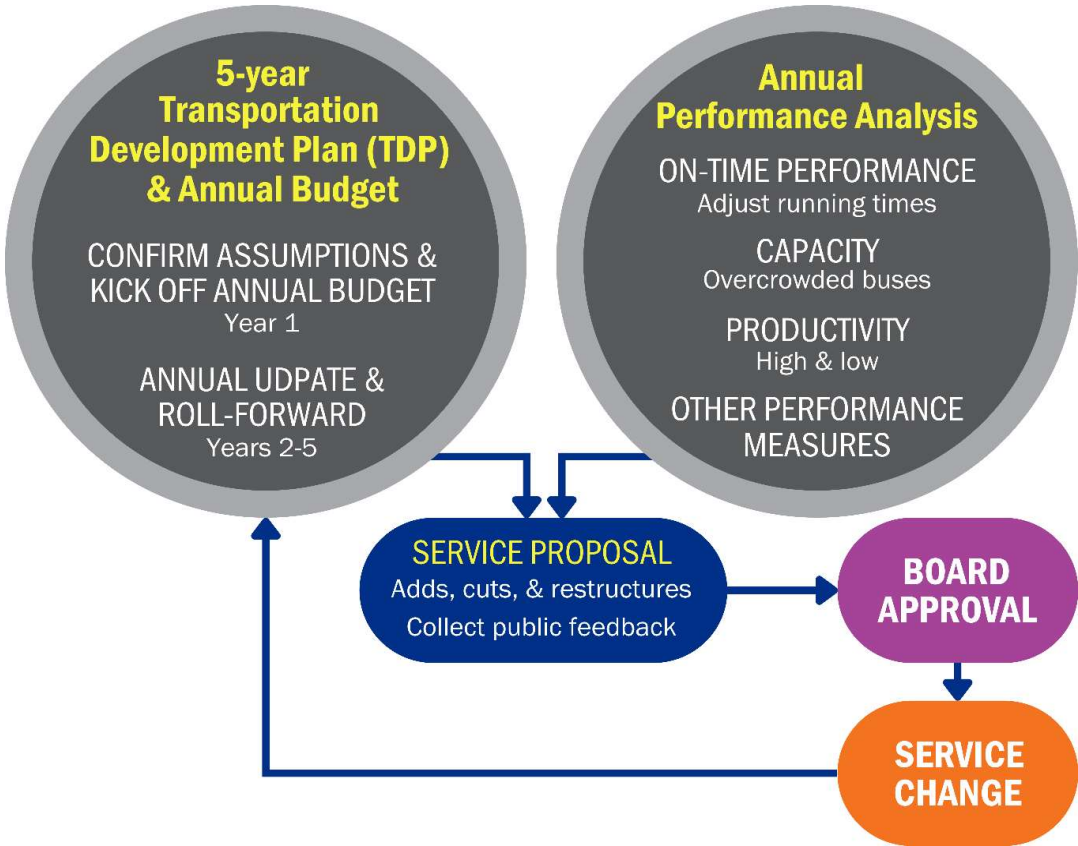 5-year
Transportation
Development Plan (TDP)
& Annual Budget
CONFIRM ASSUMPTIONS &
KICK OFF ANNUAL BUDGET
Year 1
ANNUAL UDPATE &
ROLL-FORWARD
Years 2-5
Annual
Performance Analysis
ON-TIME PERFORMANCE
Adjust running times
CAPACITY
Overcrowded buses
PRODUCTIVITY
High & low
OTHER PERFORMANCE
MEASURES
SERVICE PROPOSAL
Adds, cuts, & restructures
Collect public feedback
BOARD
APPROVAL
SERVICE
CHANGE